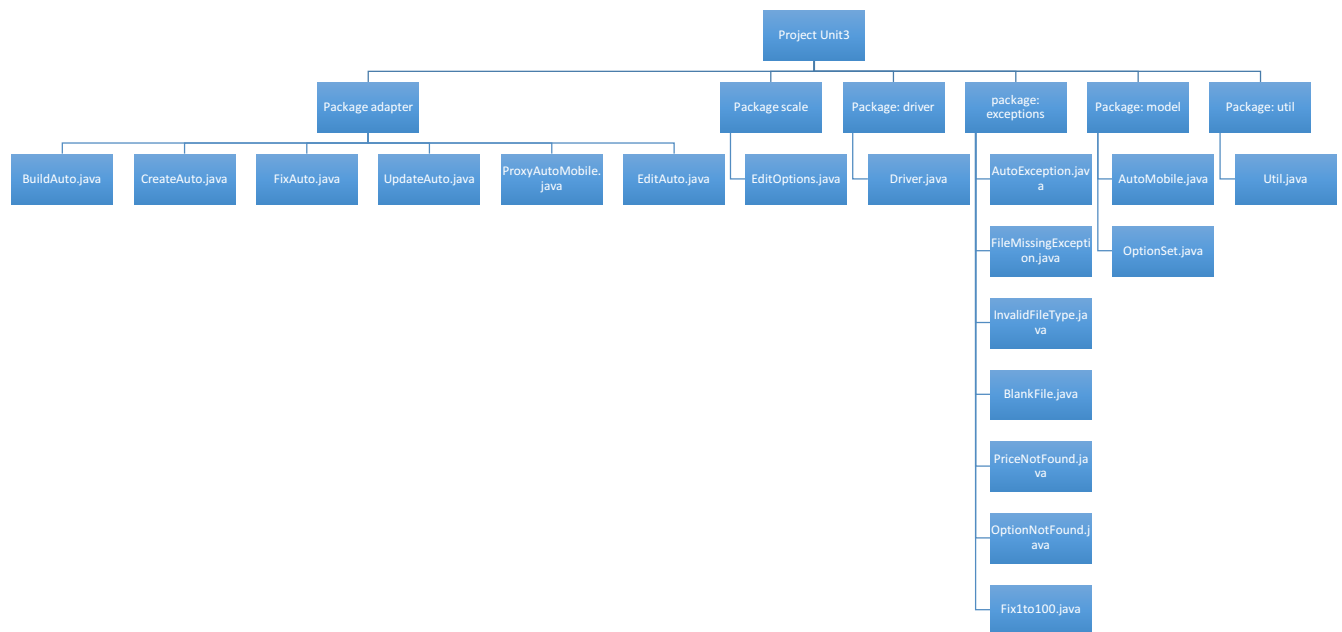 Project Unit3
Package adapter
Package scale
Package: driver
package:
exceptions
Package: model
Package: util
BuildAuto.java
CreateAuto.java
FixAuto.java
UpdateAuto.java
ProxyAutoMobile.
java
EditAuto.java
EditOptions.java
Driver.java
AutoException.jav
a
AutoMobile.java
Util.java
FileMissingExcepti
on.java
OptionSet.java
InvalidFileType.ja
va
BlankFile.java
PriceNotFound.ja
va
OptionNotFound.j
ava
Fix1to100.java